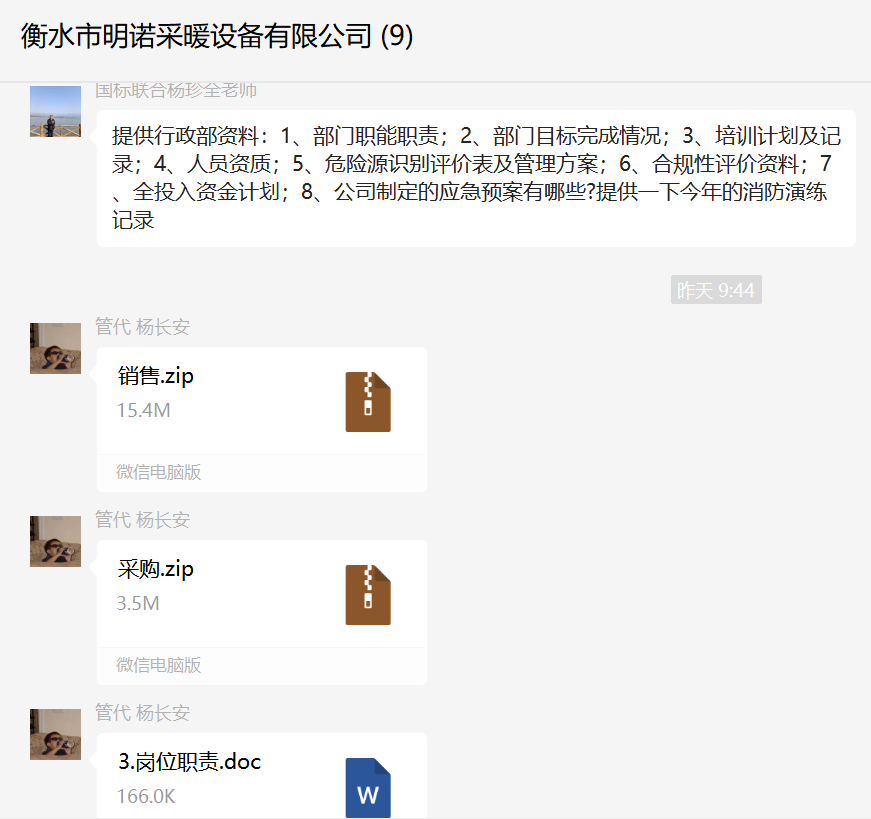 衡水市明诺采暖设备有限公司 (9)
国标联合杨珍全老师
提供行政部资料：1、部门职能职责；2、部门目标完成情况；3、培训计划及记
录；4、人员资质；5、危险源识别评价表及管理方案；6、合规性评价资料；7
、全投入资金计划；8、公司制定的应急预案有哪些?提供一下今年的消防演练
记录
昨天 9:44
管代 杨长安
销售.zip
15.4M
微信电脑版
管代 杨长安
采购.zip
3.5M
微信电脑版
管代 杨长安
3.岗位职责.doc
166.0K
W